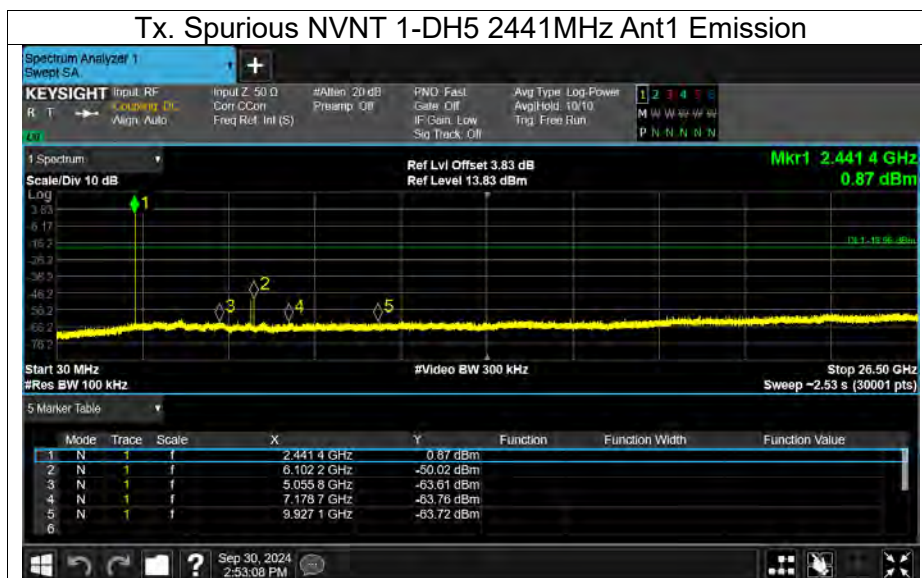 Tx. Spurious NVNT 1-DH5 2441MHz Ant1 Emission
Spectrum Analyzer 1
Swept SA
KEYSIGHT Input: RF Input Z: 50 Ω #Atten: 20 dB PNO: Fast Avg Type: Log-Power 1 2 3 4 5 6
R T Coupling: DC Corr CCorr Preamp: Off Gate: Off Avg|Hold: 10/10 M W W W W W
Align: Auto Freq Ref: Int (S) IF Gain: Low Trig: Free Run
Sig Track: Off P N N N N N
1 Spectrum Ref Lvl Offset 3.83 dB Mkr1 2.441 4 GHz
Scale/Div 10 dB Ref Level 13.83 dBm 0.87 dBm
Log
3.83
-6.17
-16.2
-26.2
-36.2
-46.2
-56.2
-66.2
-76.2
1
2
3
4
5
Start 30 MHz #Video BW 300 kHz Stop 26.50 GHz
#Res BW 100 kHz Sweep ~2.53 s (30001 pts)
5 Marker Table
Mode Trace Scale X Y Function Function Width Function Value
1 N 1 f 2.441 4 GHz 0.87 dBm
2 N 1 f 6.102 2 GHz -50.02 dBm
3 N 1 f 5.055 8 GHz -63.61 dBm
4 N 1 f 7.178 7 GHz -63.76 dBm
5 N 1 f 9.927 1 GHz -63.72 dBm
6
? Sep 30, 2024
2:53:08 PM